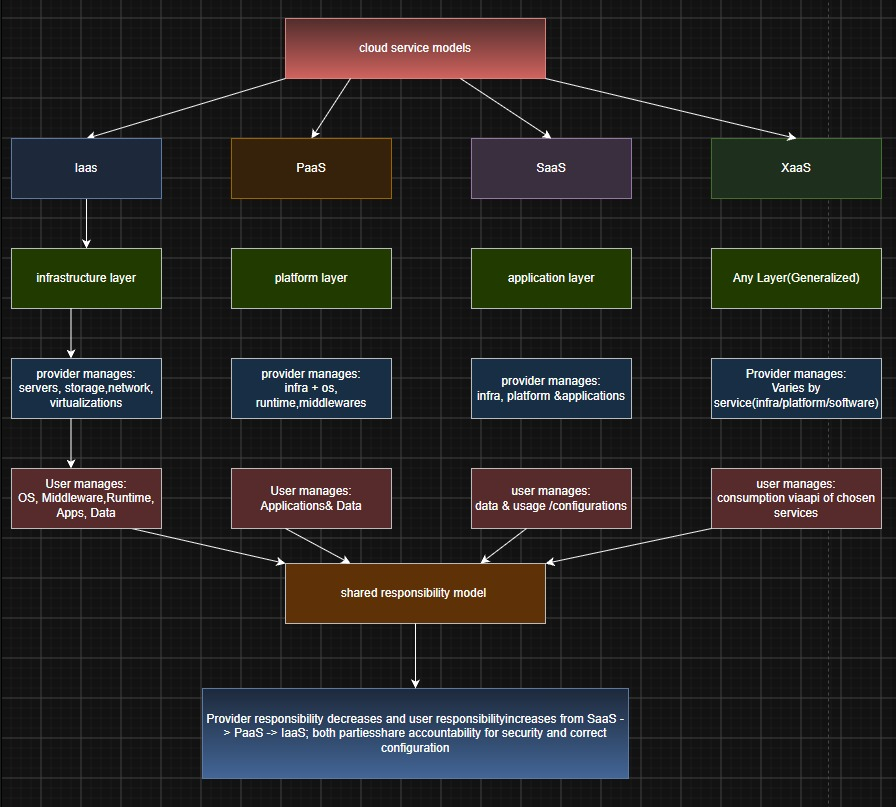 cloud service models
Iaas
PaaS
SaaS
XaaS
infrastructure layer
platform layer
application layer
Any Layer(Generalized)
provider manages:
servers, storage,network,
virtualizations
provider manages:
infra + os,
runtime,middlewares
provider manages:
infra, platform &applications
Provider manages:
Varies by
service(infra/platform/software)
User manages:
OS, Middleware,Runtime,
Apps, Data
User manages:
Applications& Data
user manages:
data & usage /configurations
user manages:
consumption viaapi of chosen
services
shared responsibility model
Provider responsibility decreases and user responsibilityincreases from SaaS -
> PaaS -> IaaS; both partiesshare accountability for security and correct
configuration